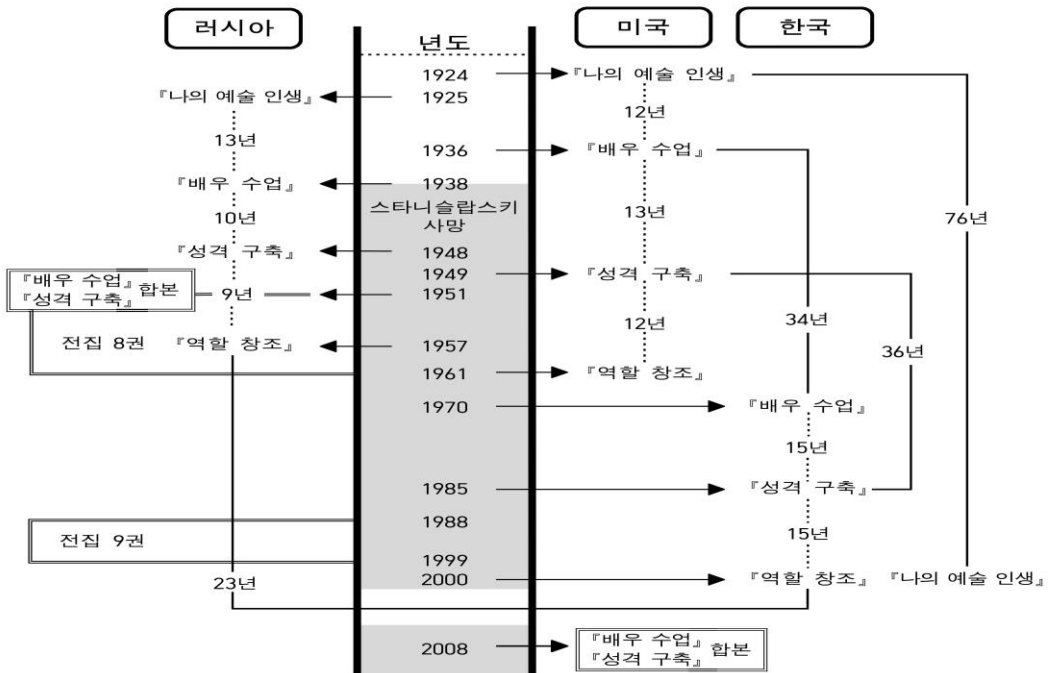 러시아
년도
미국
한국
1924
『나의 예술 인생』
『나의 예술 인생』
1925
12년
13년
1936
『배우 수업』
『배우 수업』
1938
스타니슬랍스키
사망
10년
13년
76년
『성격 구축』
1948
1949
『성격 구축』
『배우 수업』
『성격 구축』
합본
9년
1951
34년
12년
전집 8권
『역할 창조』
1957
36년
1961
『역할 창조』
1970
『배우 수업』
15년
1985
『성격 구축』
1988
전집 9권
15년
1999
23년
2000
『역할 창조』
『나의 예술 인생』
2008
『배우 수업』
『성격 구축』
합본